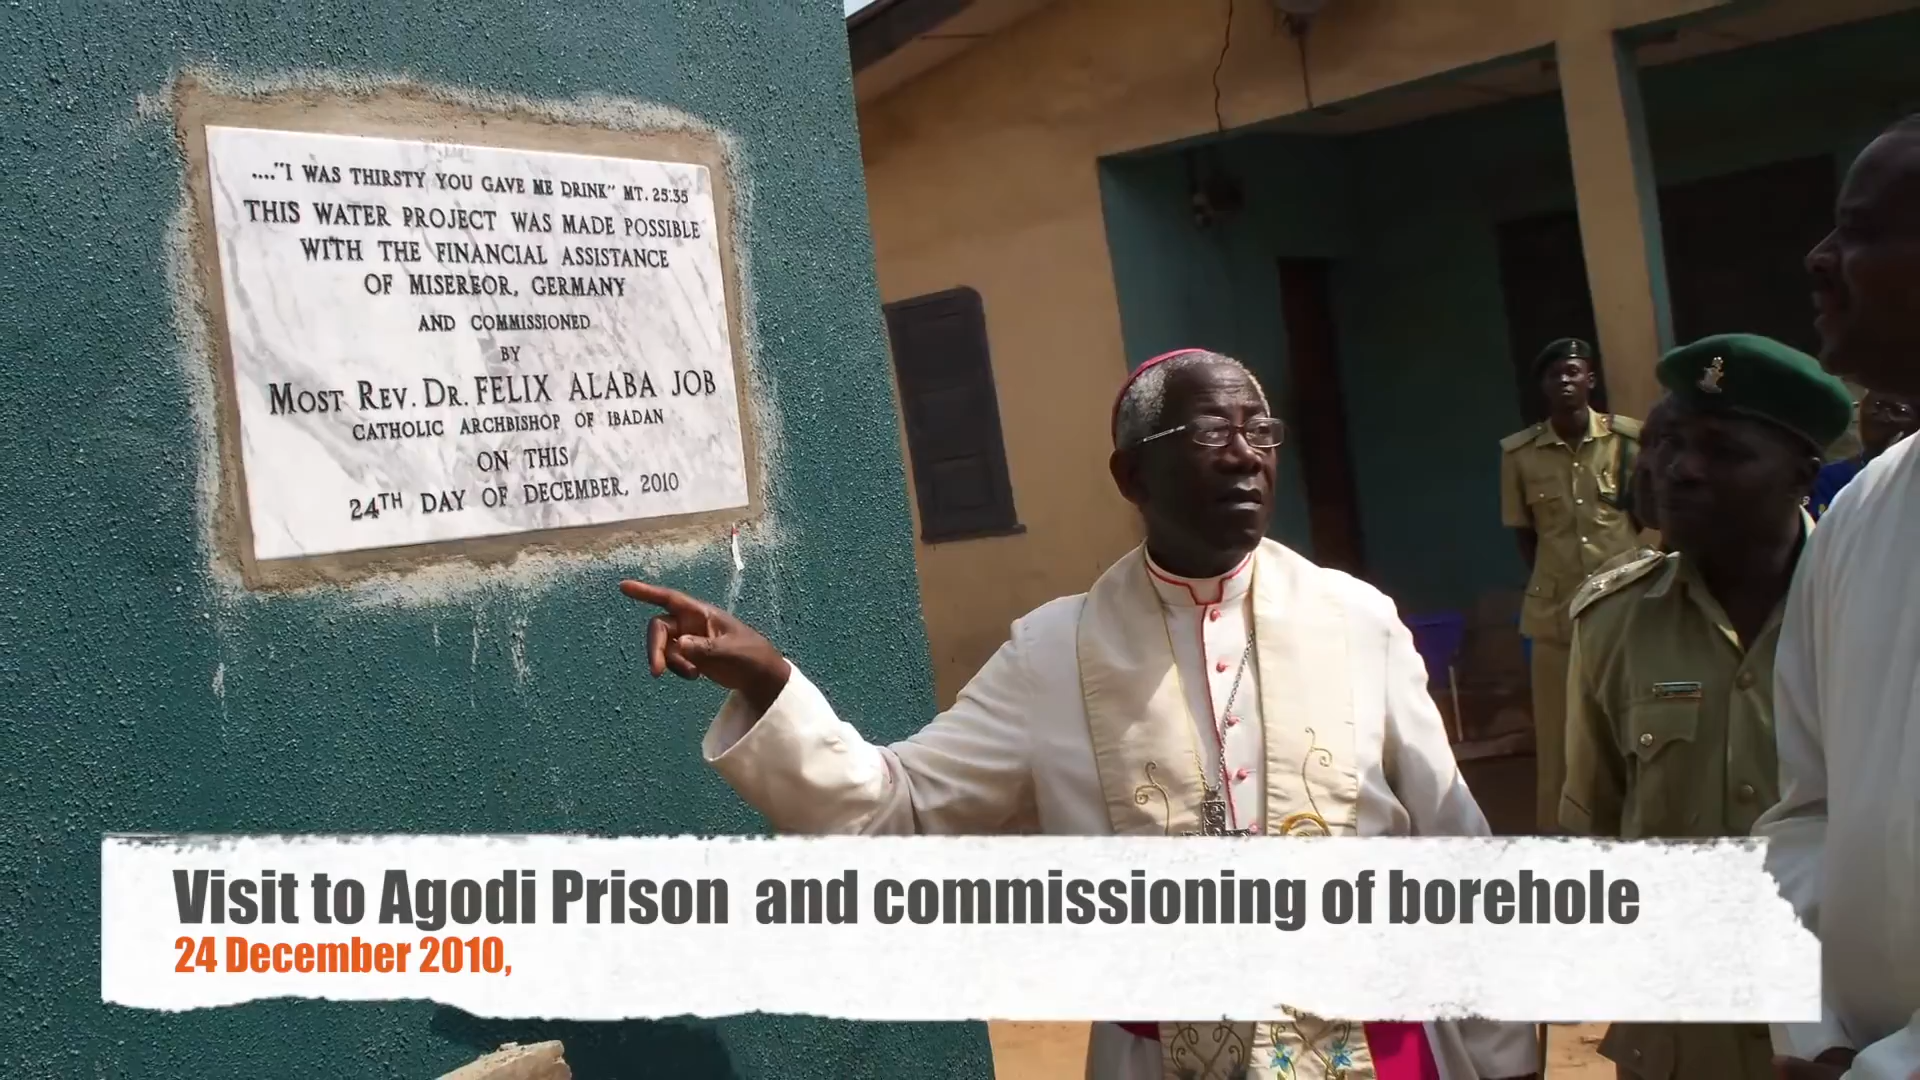 ...."I WAS THIRSTY YOU GAVE ME DRINK" MT. 25:35
THIS WATER PROJECT WAS MADE POSSIBLE
WITH THE FINANCIAL ASSISTANCE
OF MISEREOR, GERMANY
AND COMMISSIONED
BY
MOST REV. DR. FELIX ALABA JOB
CATHOLIC ARCHBISHOP OF IBADAN
ON THIS
24TH DAY OF DECEMBER, 2010
Visit to Agodi Prison and commissioning of borehole
24 December 2010,